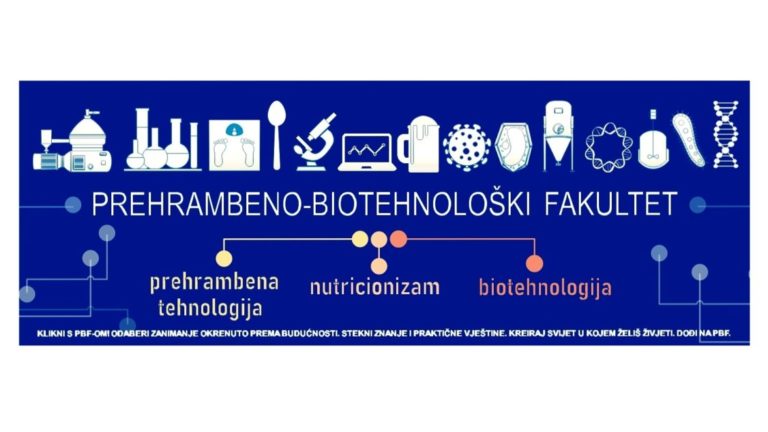 PREHRAMBENO-BIOTEHNOLOŠKI FAKULTET
prehrambena
tehnologija
nutricionizam
biotehnologija
KLIKNI S PBF-OM! ODABERI ZANIMANJE OKRENUTO PREMA BUDUĆNOSTI. STEKNI ZNANJE I PRAKTIČNE VJEŠTINE. KREIRAJ SVIJET U KOJEM ŽELIŠ ŽIVJETI. DOĐI NA PBF.